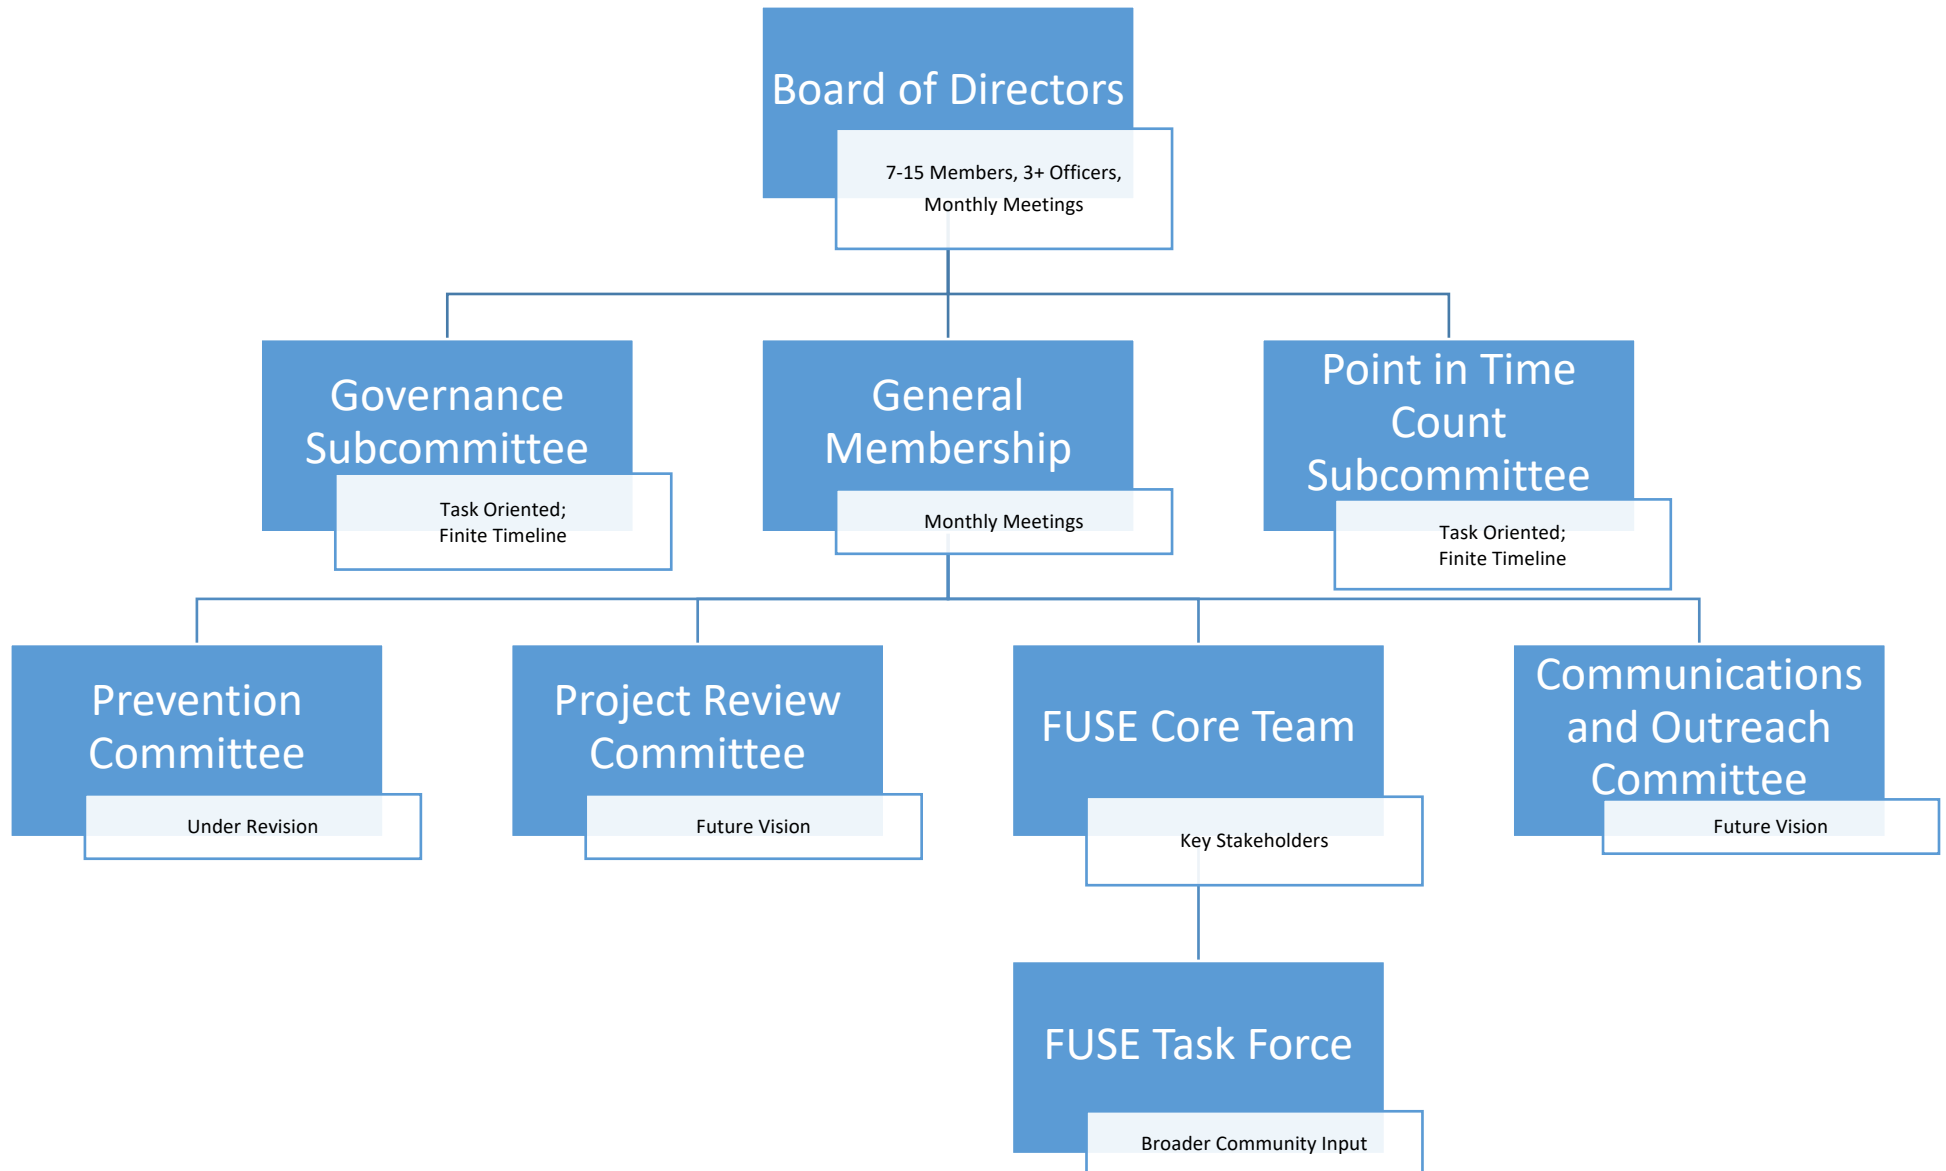 Board of Directors
7-15 Members, 3+ Officers,
Monthly Meetings
Governance
Subcommittee
Task Oriented;
Finite Timeline
General
Membership
Monthly Meetings
Point in Time
Count
Subcommittee
Task Oriented;
Finite Timeline
Prevention
Committee
Under Revision
Project Review
Committee
Future Vision
FUSE Core Team
Key Stakeholders
Communications
and Outreach
Committee
Future Vision
FUSE Task Force
Broader Community Input